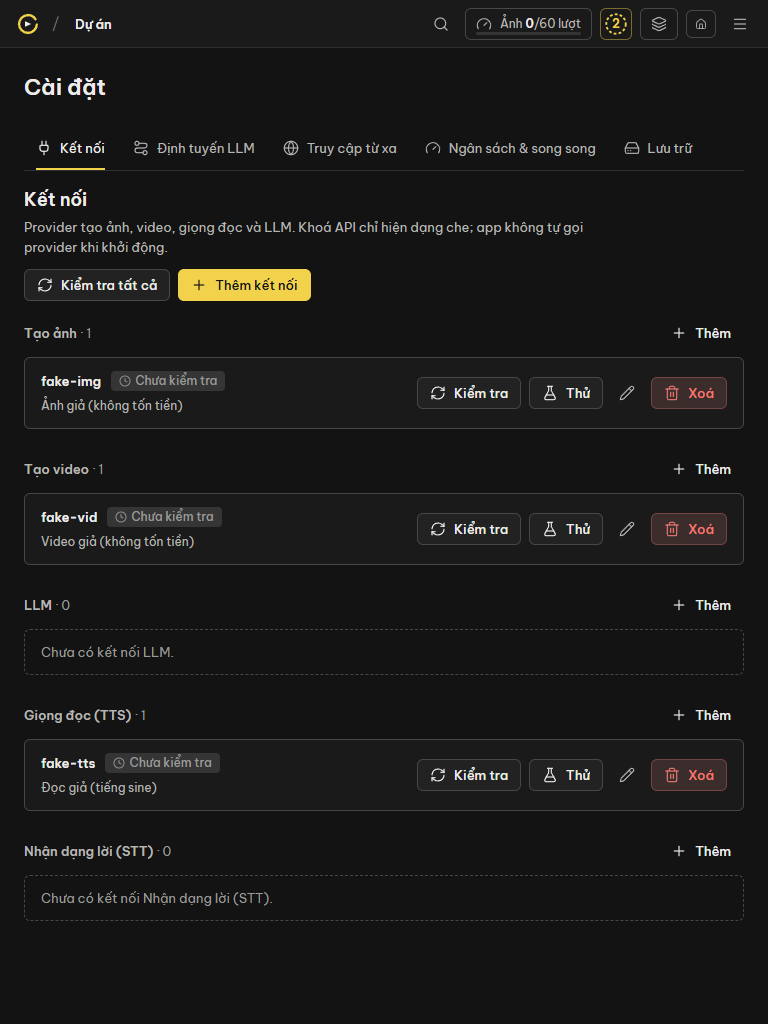 / Dự án
Ảnh 0/60 lượt
2
Cài đặt
Kết nối
Định tuyến LLM
Truy cập từ xa
Ngân sách & song song
Lưu trữ
Kết nối
Provider tạo ảnh, video, giọng đọc và LLM. Khoá API chỉ hiện dạng che; app không tự gọi
provider khi khởi động.
Kiểm tra tất cả
Thêm kết nối
Tạo ảnh · 1
Thêm
fake-img
Chưa kiểm tra
Ảnh giả (không tốn tiền)
Kiểm tra
Thử
Xoá
Tạo video · 1
Thêm
fake-vid
Chưa kiểm tra
Video giả (không tốn tiền)
Kiểm tra
Thử
Xoá
LLM · 0
Thêm
Chưa có kết nối LLM.
Giọng đọc (TTS) · 1
Thêm
fake-tts
Chưa kiểm tra
Đọc giả (tiếng sine)
Kiểm tra
Thử
Xoá
Nhận dạng lời (STT) · 0
Thêm
Chưa có kết nối Nhận dạng lời (STT).